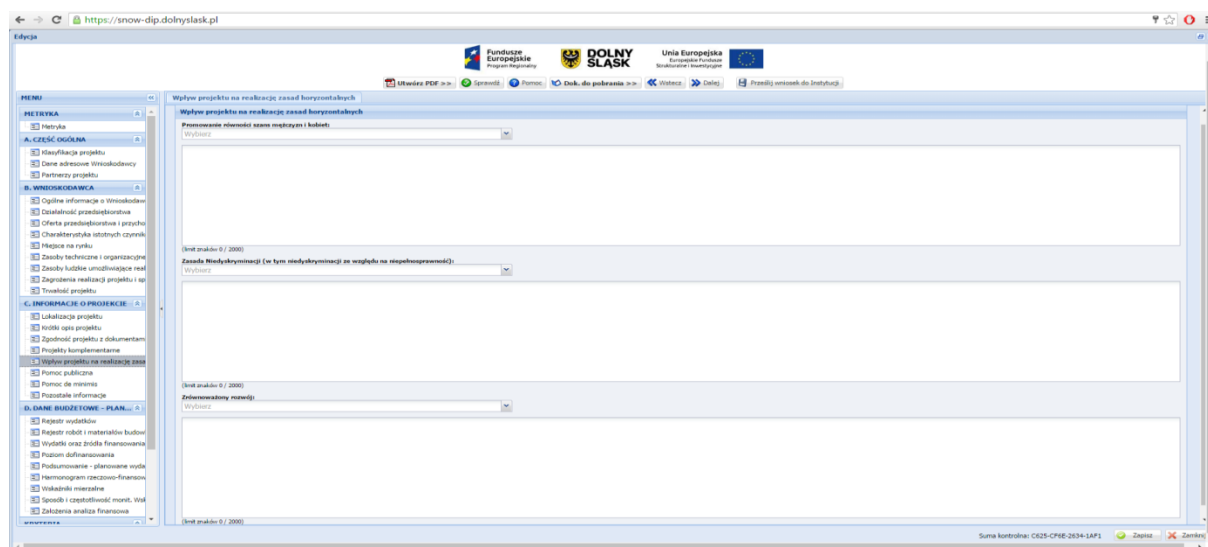 https://snow-dip.dolnyslask.pl
Edycja
Fundusze
Europejskie
Program Regionalny
DOLNY
ŚLĄSK
Unia Europejska
Europejskie Fundusze
Strukturalne i Inwestycyjne
Utwórz PDF >> Sprawdź Pomoc Dok. do pobrania >> Wstecz Dalej Prześlij wniosek do Instytucji
MENU
METRYKA
Metryka
A. CZĘŚĆ OGÓLNA
Klasyfikacja projektu
Dane adresowe Wnioskodawcy
Partnerzy projektu
B. WNIOSKODAWCA
Ogólne informacje o Wnioskodaw
Działalność przedsiębiorstwa
Oferta przedsiębiorstwa i przycho
Charakterystyka istotnych czynnik
Miejsce na rynku
Zasoby techniczne i organizacyjne
Zasoby ludzkie umożliwiające real
Zagrożenia realizacji projektu i sp
Trwałość projektu
C. INFORMACJE O PROJEKCIE
Lokalizacja projektu
Krótki opis projektu
Zgodność projektu z dokumentam
Projekty komplementarne
Wpływ projektu na realizację zasa
Pomoc publiczna
Pomoc de minimis
Pozostałe informacje
D. DANE BUDŻETOWE - PLAN...
Rejestr wydatków
Rejestr robót i materiałów budow
Wydatki oraz źródła finansowania
Poziom dofinansowania
Podsumowanie - planowane wyda
Harmonogram rzeczowo-finansow
Wskaźniki mierzalne
Sposób i częstotliwość monit. Wsk
Założenia analiza finansowa
KRYTERIA
Wpływ projektu na realizację zasad horyzontalnych
Wpływ projektu na realizację zasad horyzontalnych
Promowanie równości szans mężczyzn i kobiet:
Wybierz
(limit znaków 0 / 2000)
Zasada Niedyskryminacji (w tym niedyskryminacji ze względu na niepełnosprawność):
Wybierz
(limit znaków 0 / 2000)
Zrównoważony rozwój:
Wybierz
(limit znaków 0 / 2000)
Suma kontrolna: C625-CF6E-2634-1AF1 Zapisz Zamknij